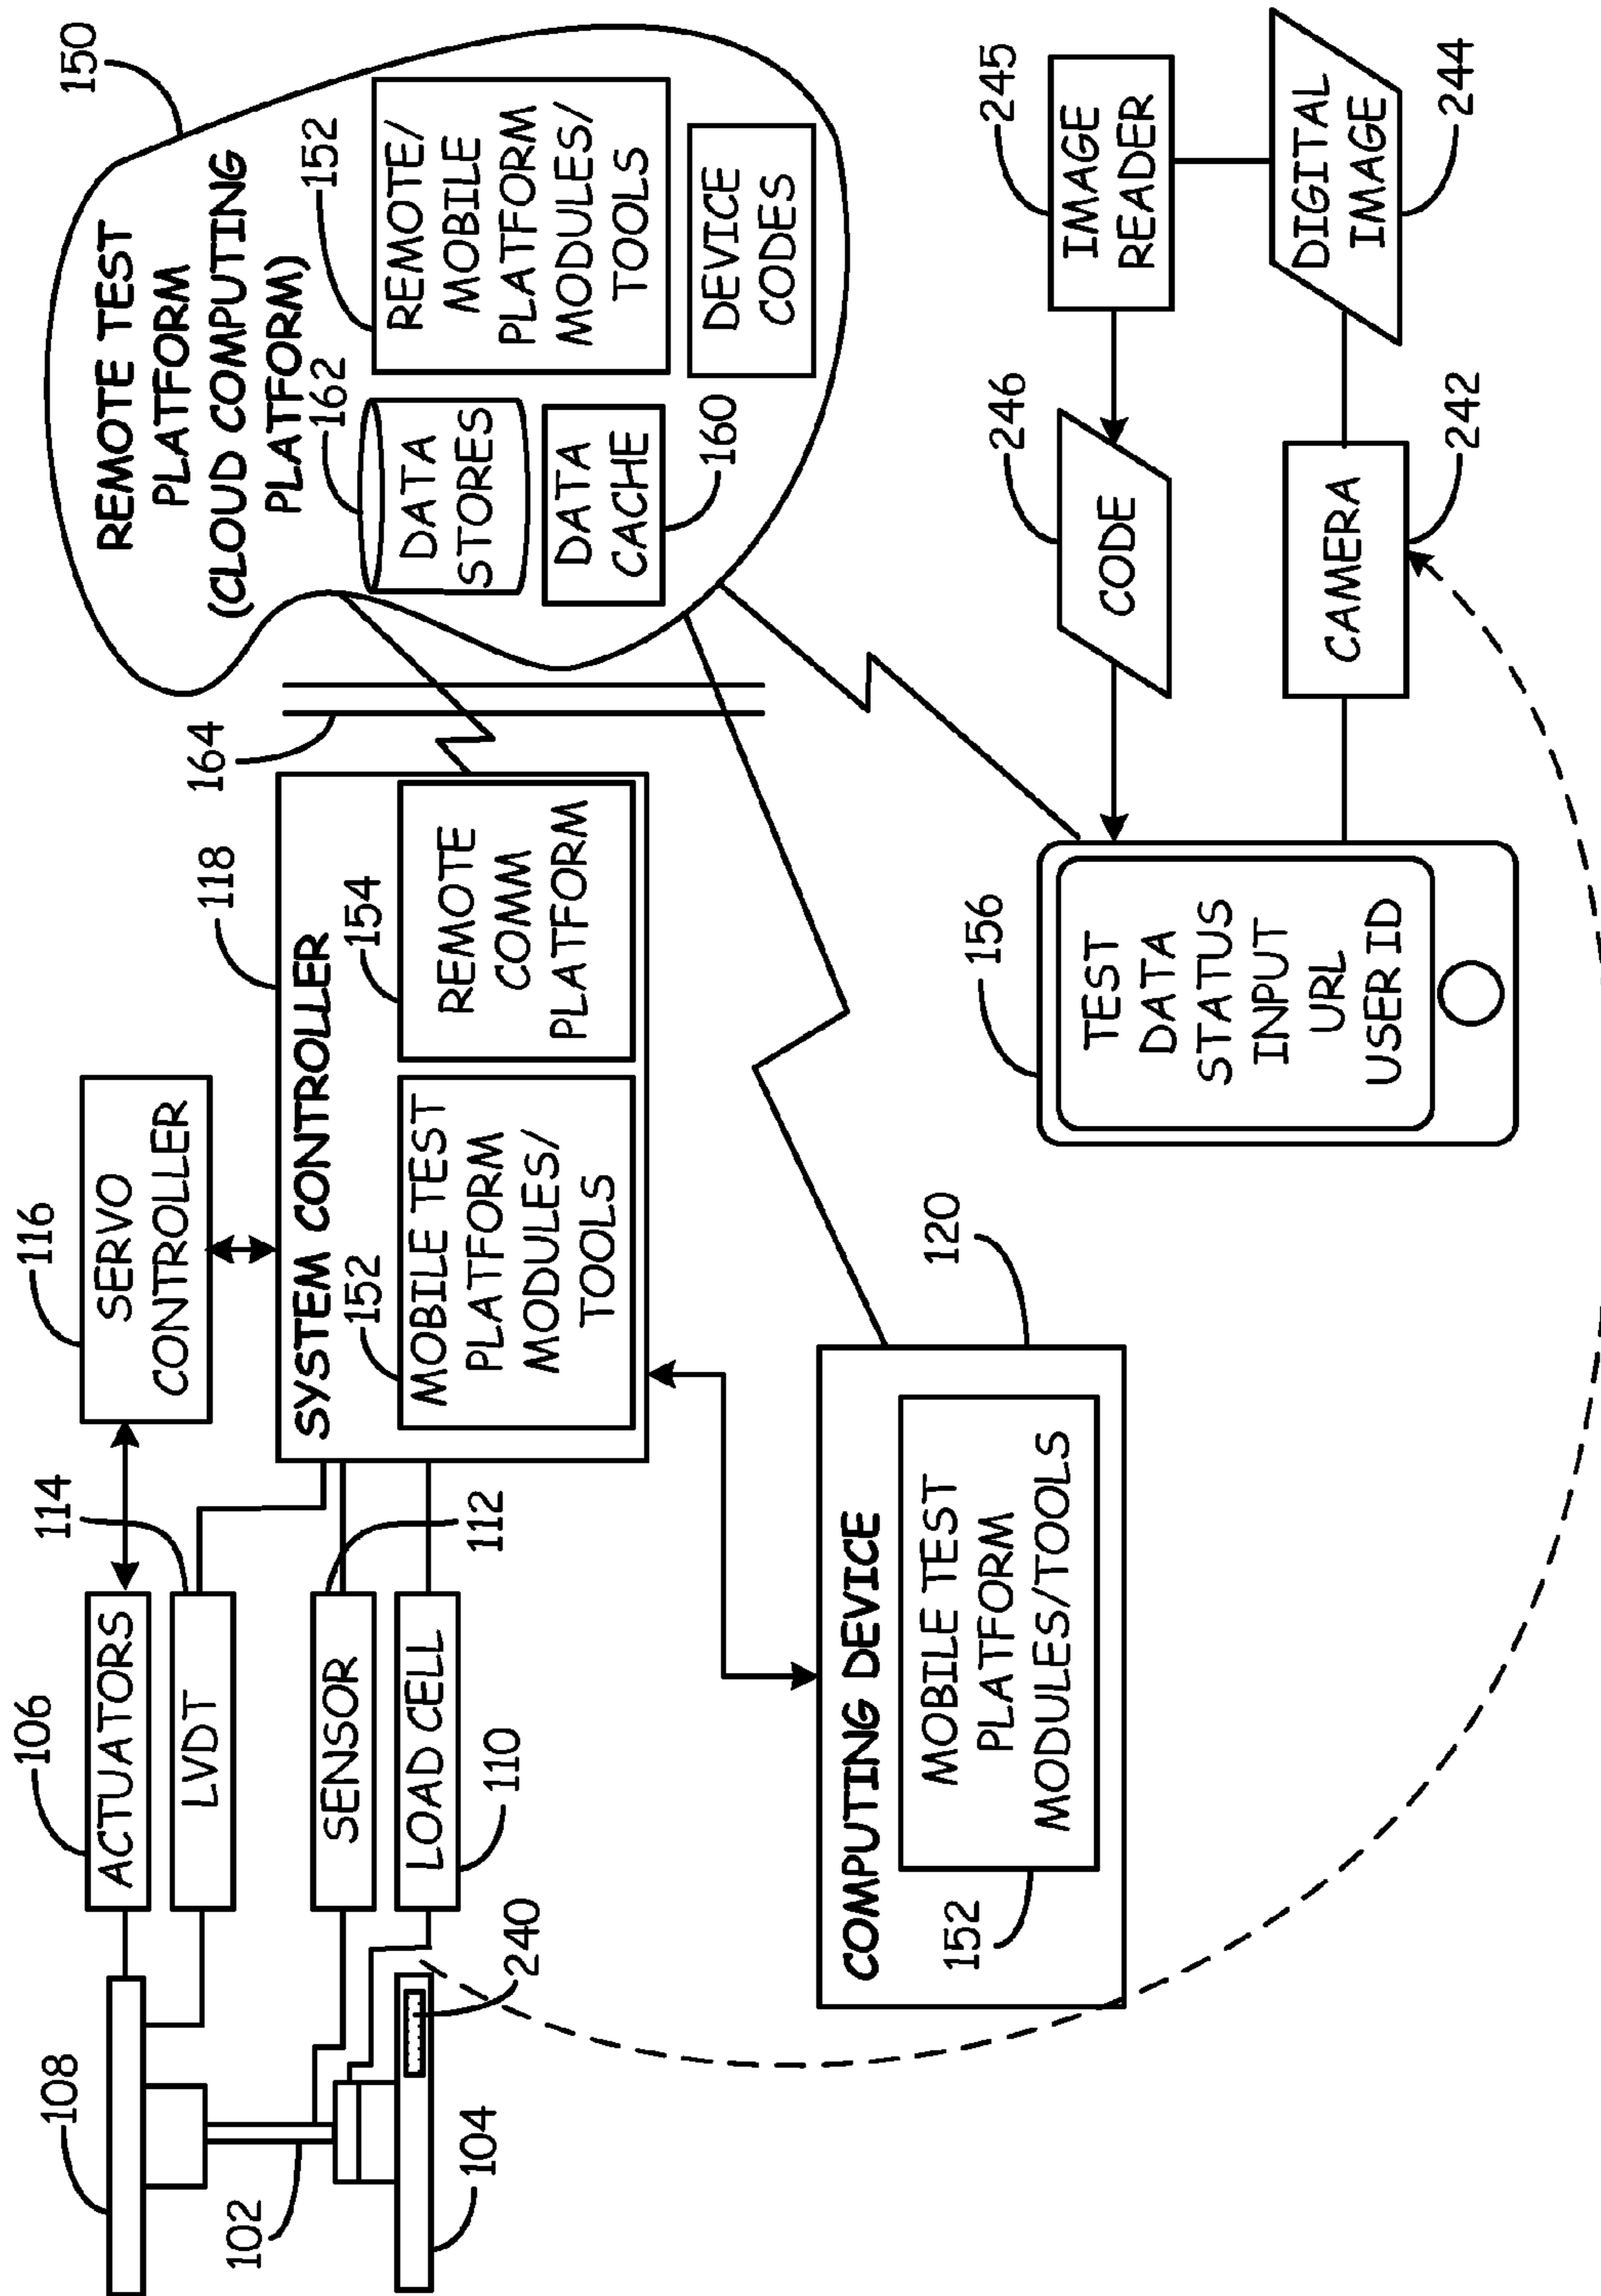 108
102
104
240
106
ACTUATORS
LVDT
114
SENSOR
112
LOAD CELL
110
116
SERVO
CONTROLLER
118
SYSTEM CONTROLLER
152
MOBILE TEST
PLATFORM
/MODULES/
TOOLS
154
REMOTE
COMM
PLATFORM
164
150
REMOTE TEST
PLATFORM
(CLOUD COMPUTING
PLATFORM)
162
DATA
STORES
DATA
CACHE
160
152
REMOTE/
MOBILE
PLATFORM
/MODULES/
TOOLS
DEVICE
CODES
COMPUTING DEVICE
120
MOBILE TEST
PLATFORM
MODULES/TOOLS
152
156
TEST
DATA
STATUS
INPUT
URL
USER ID
246
CODE
245
IMAGE
READER
CAMERA
242
DIGITAL
IMAGE
244